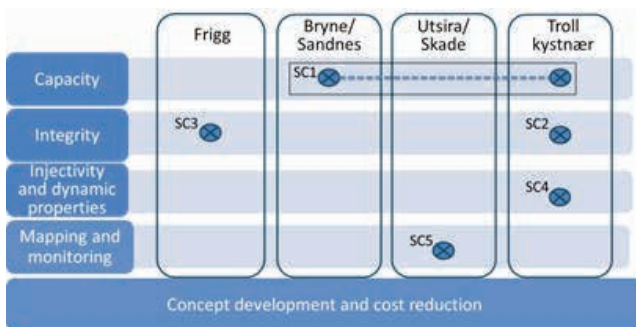 Frigg
Bryne/
Sandnes
Utsira/
Skade
Troll
kystnær
Capacity
SC1
Integrity
SC3
SC2
Injectivity
and dynamic
properties
SC4
Mapping and
monitoring
SC5
Concept development and cost reduction